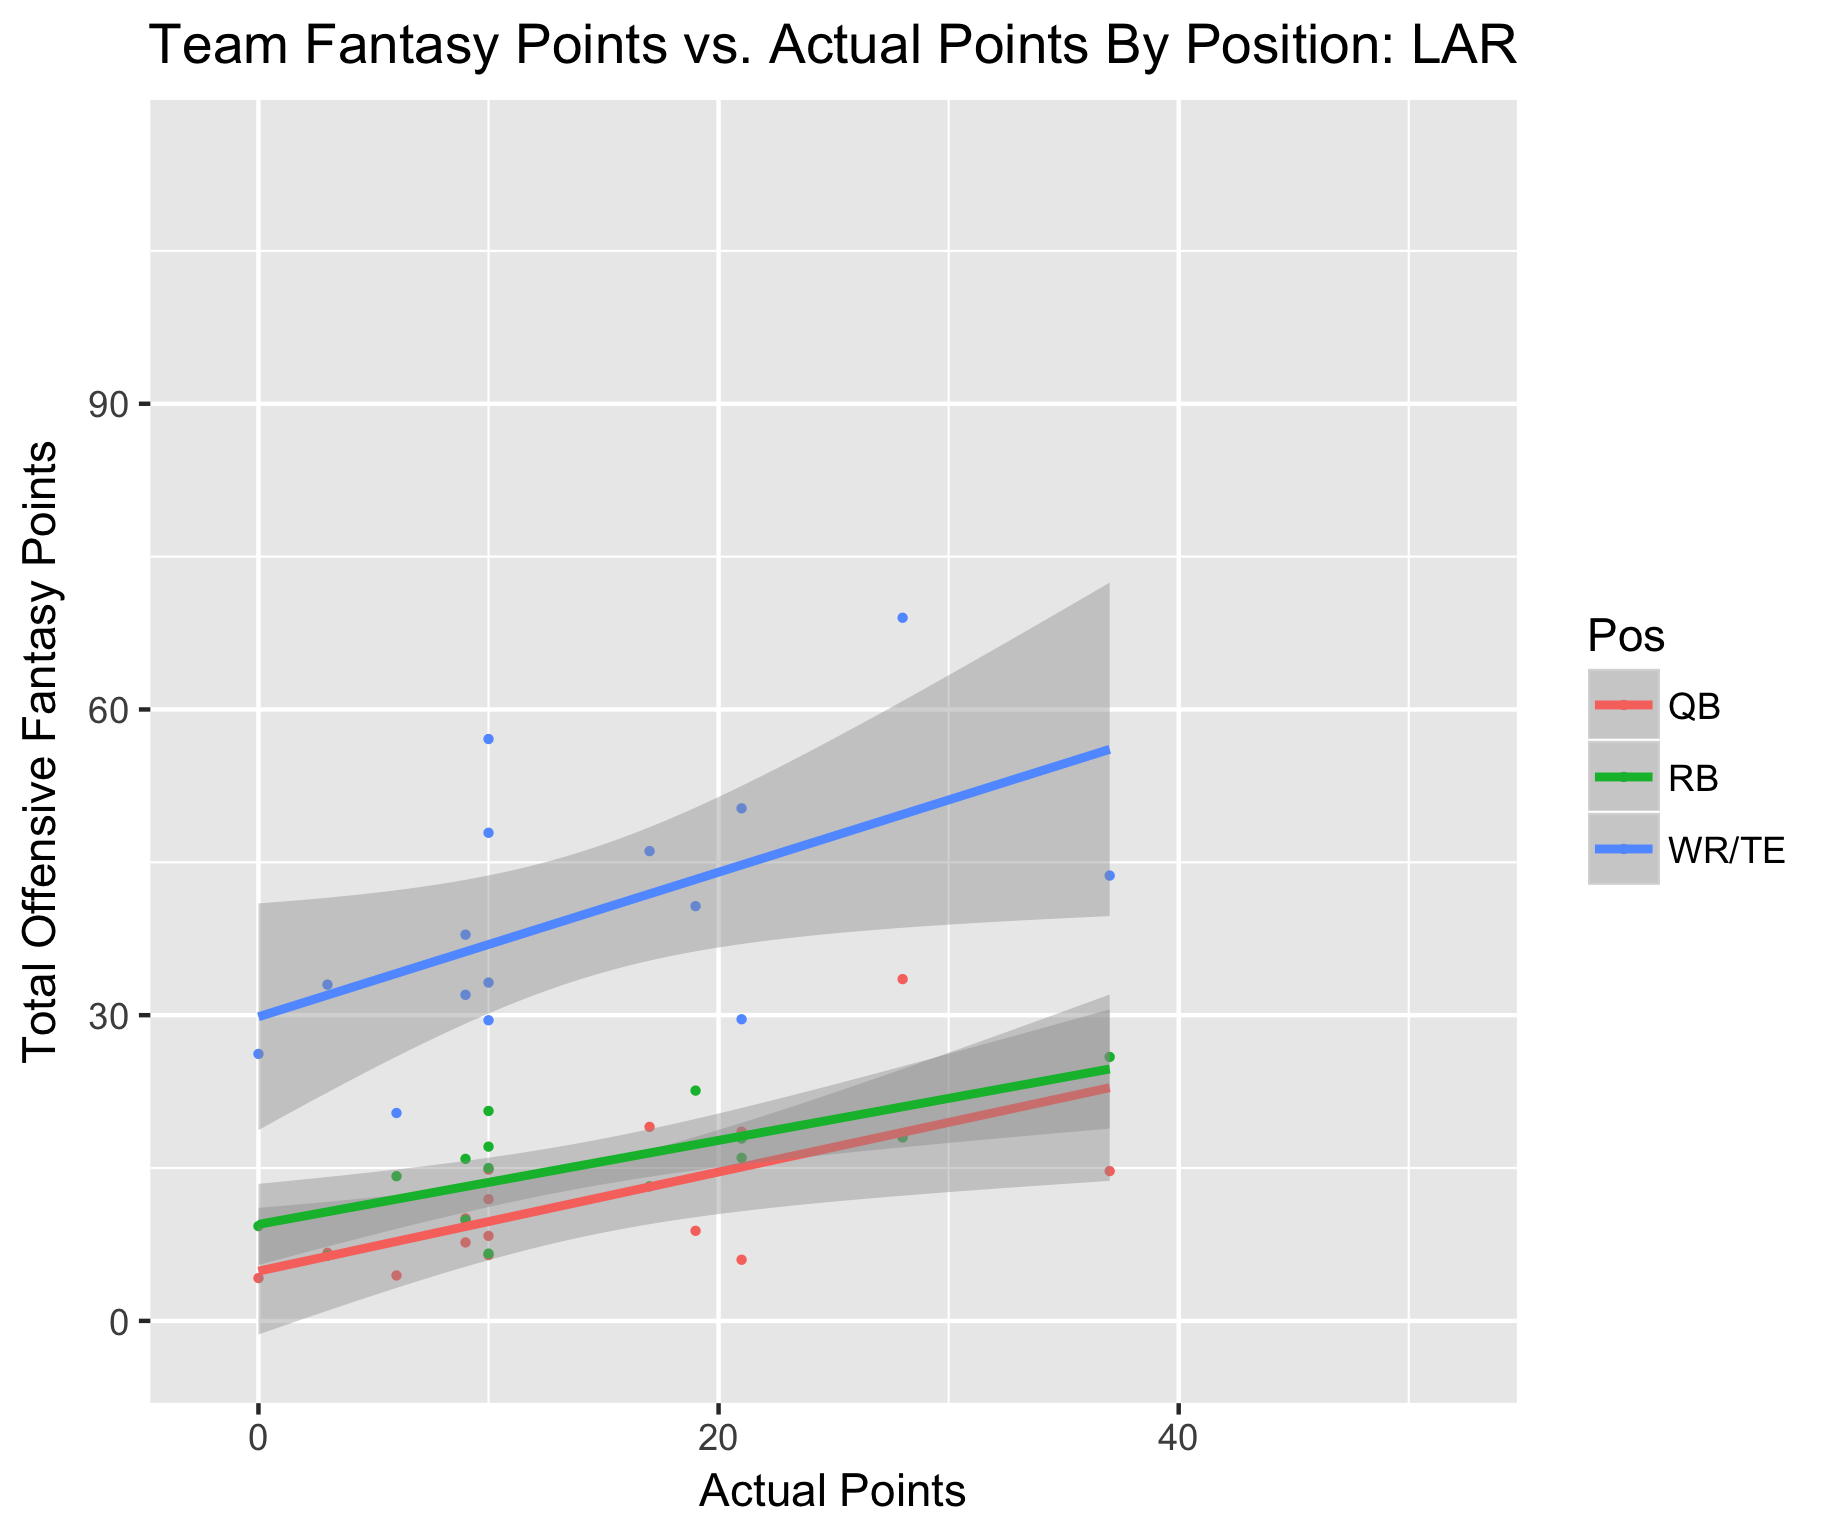 Team Fantasy Points vs. Actual Points By Position: LAR
Total Offensive Fantasy Points
90
60
30
0
0
20
40
Actual Points
Pos
QB
RB
WR/TE